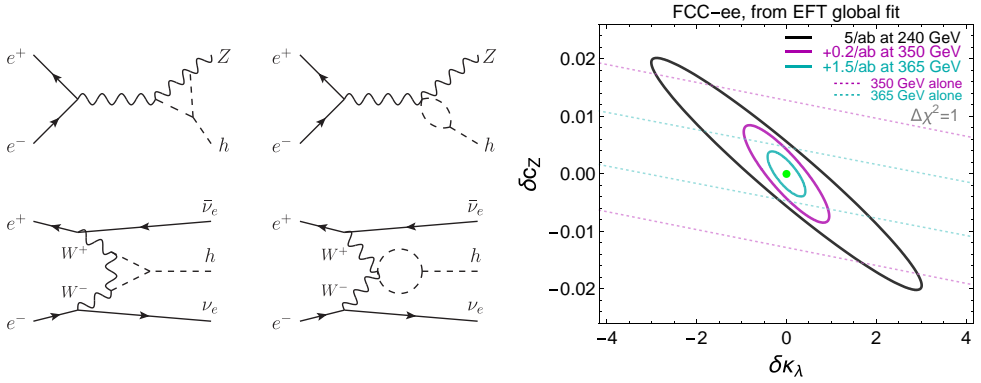 e⁺
Z
e⁻
h
e⁺
Z
e⁻
h
e⁺
ν̄ₑ
W⁺
h
W⁻
e⁻
νₑ
e⁺
ν̄ₑ
W⁺
h
W⁻
e⁻
νₑ
FCC-ee, from EFT global fit
5/ab at 240 GeV
+0.2/ab at 350 GeV
+1.5/ab at 365 GeV
350 GeV alone
365 GeV alone
Δχ²=1
δc_Z
0.02
0.01
0.00
-0.01
-0.02
-4 -2 0 2 4
δκ_λ